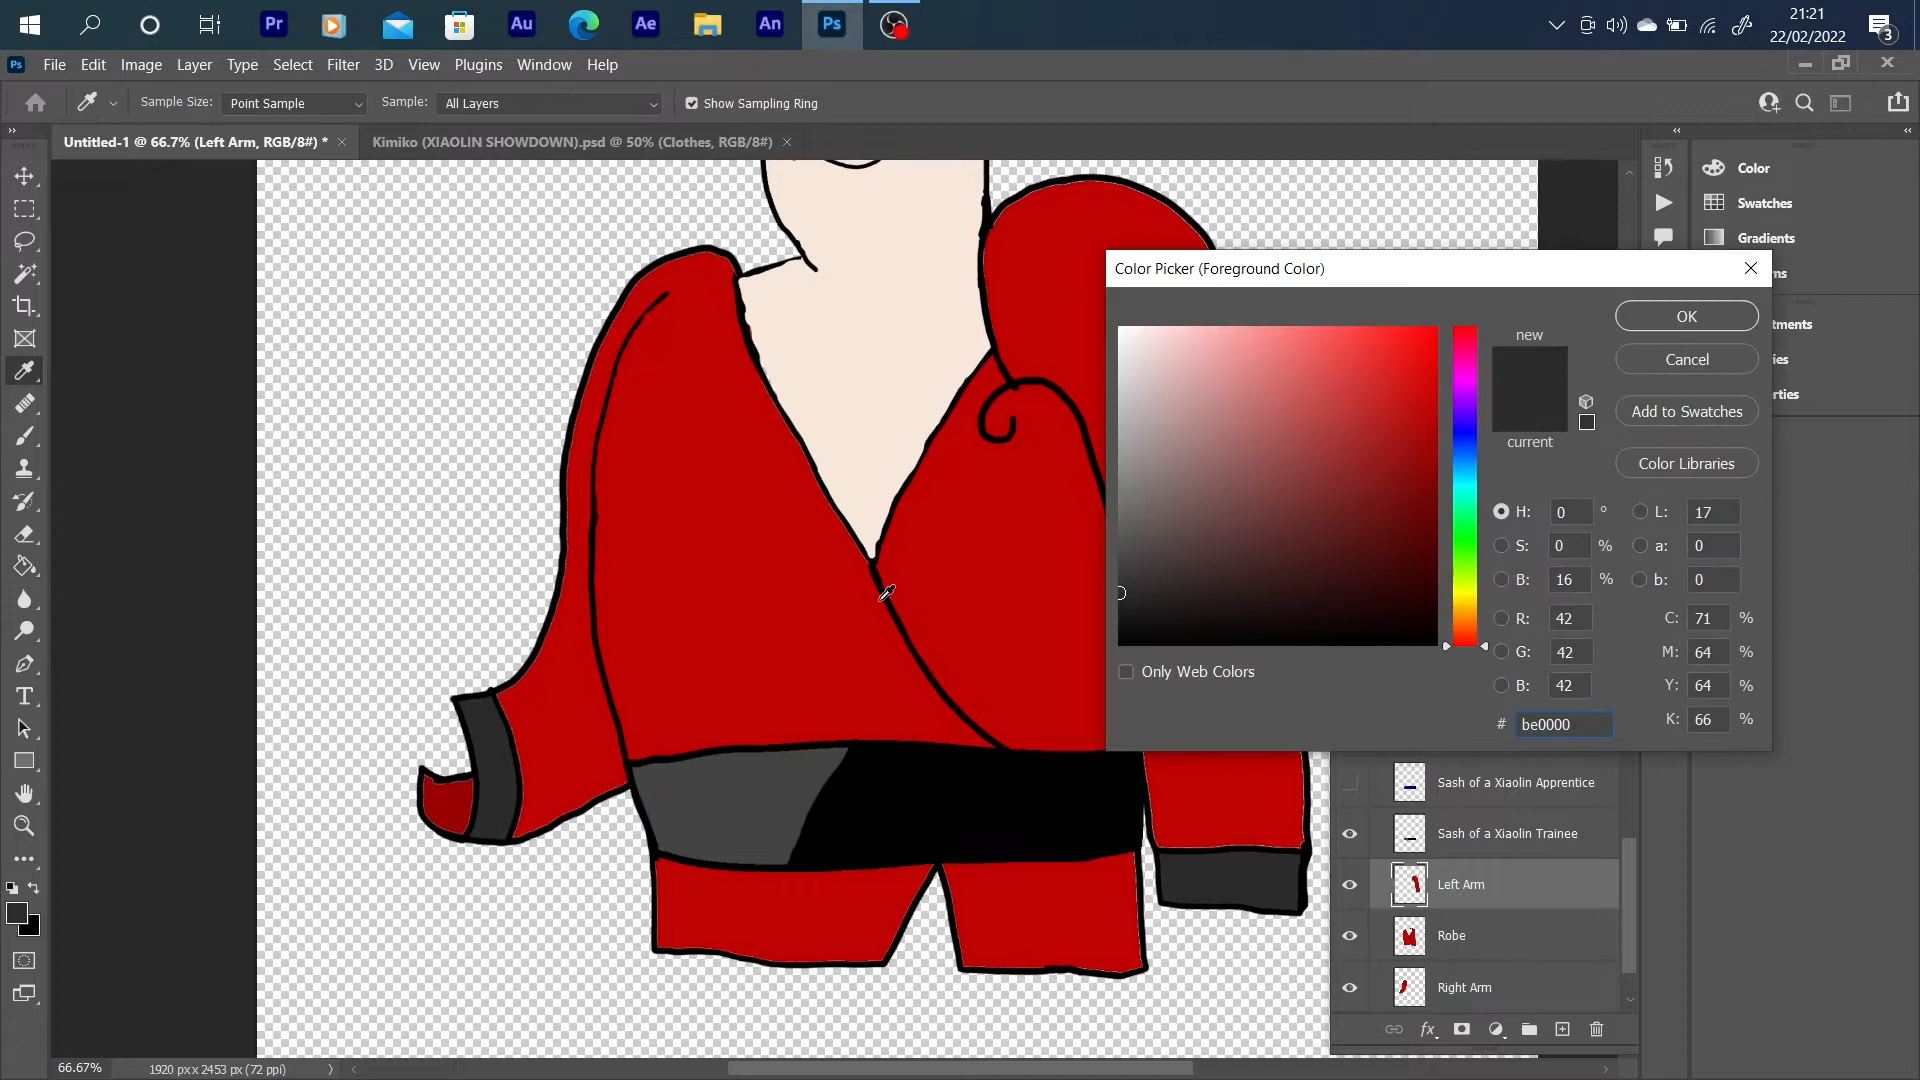 Pr
Au
Ae
An
Ps
21:21
22/02/2022
3
Ps
File Edit Image Layer Type Select Filter 3D View Plugins Window Help
Sample Size: Point Sample Sample: All Layers Show Sampling Ring
Untitled-1 @ 66.7% (Left Arm, RGB/8#) *
Kimiko (XIAOLIN SHOWDOWN).psd @ 50% (Clothes, RGB/8#)
Color
Swatches
Gradients
Color Picker (Foreground Color)
new
current
OK
Cancel
Add to Swatches
Color Libraries
H: 0 ° L: 17
S: 0 % a: 0
B: 16 % b: 0
R: 42 C: 71 %
G: 42 M: 64 %
B: 42 Y: 64 %
# be0000 K: 66 %
Only Web Colors
Sash of a Xiaolin Apprentice
Sash of a Xiaolin Trainee
Left Arm
Robe
Right Arm
fx
66.67%
1920 px x 2453 px (72 ppi)